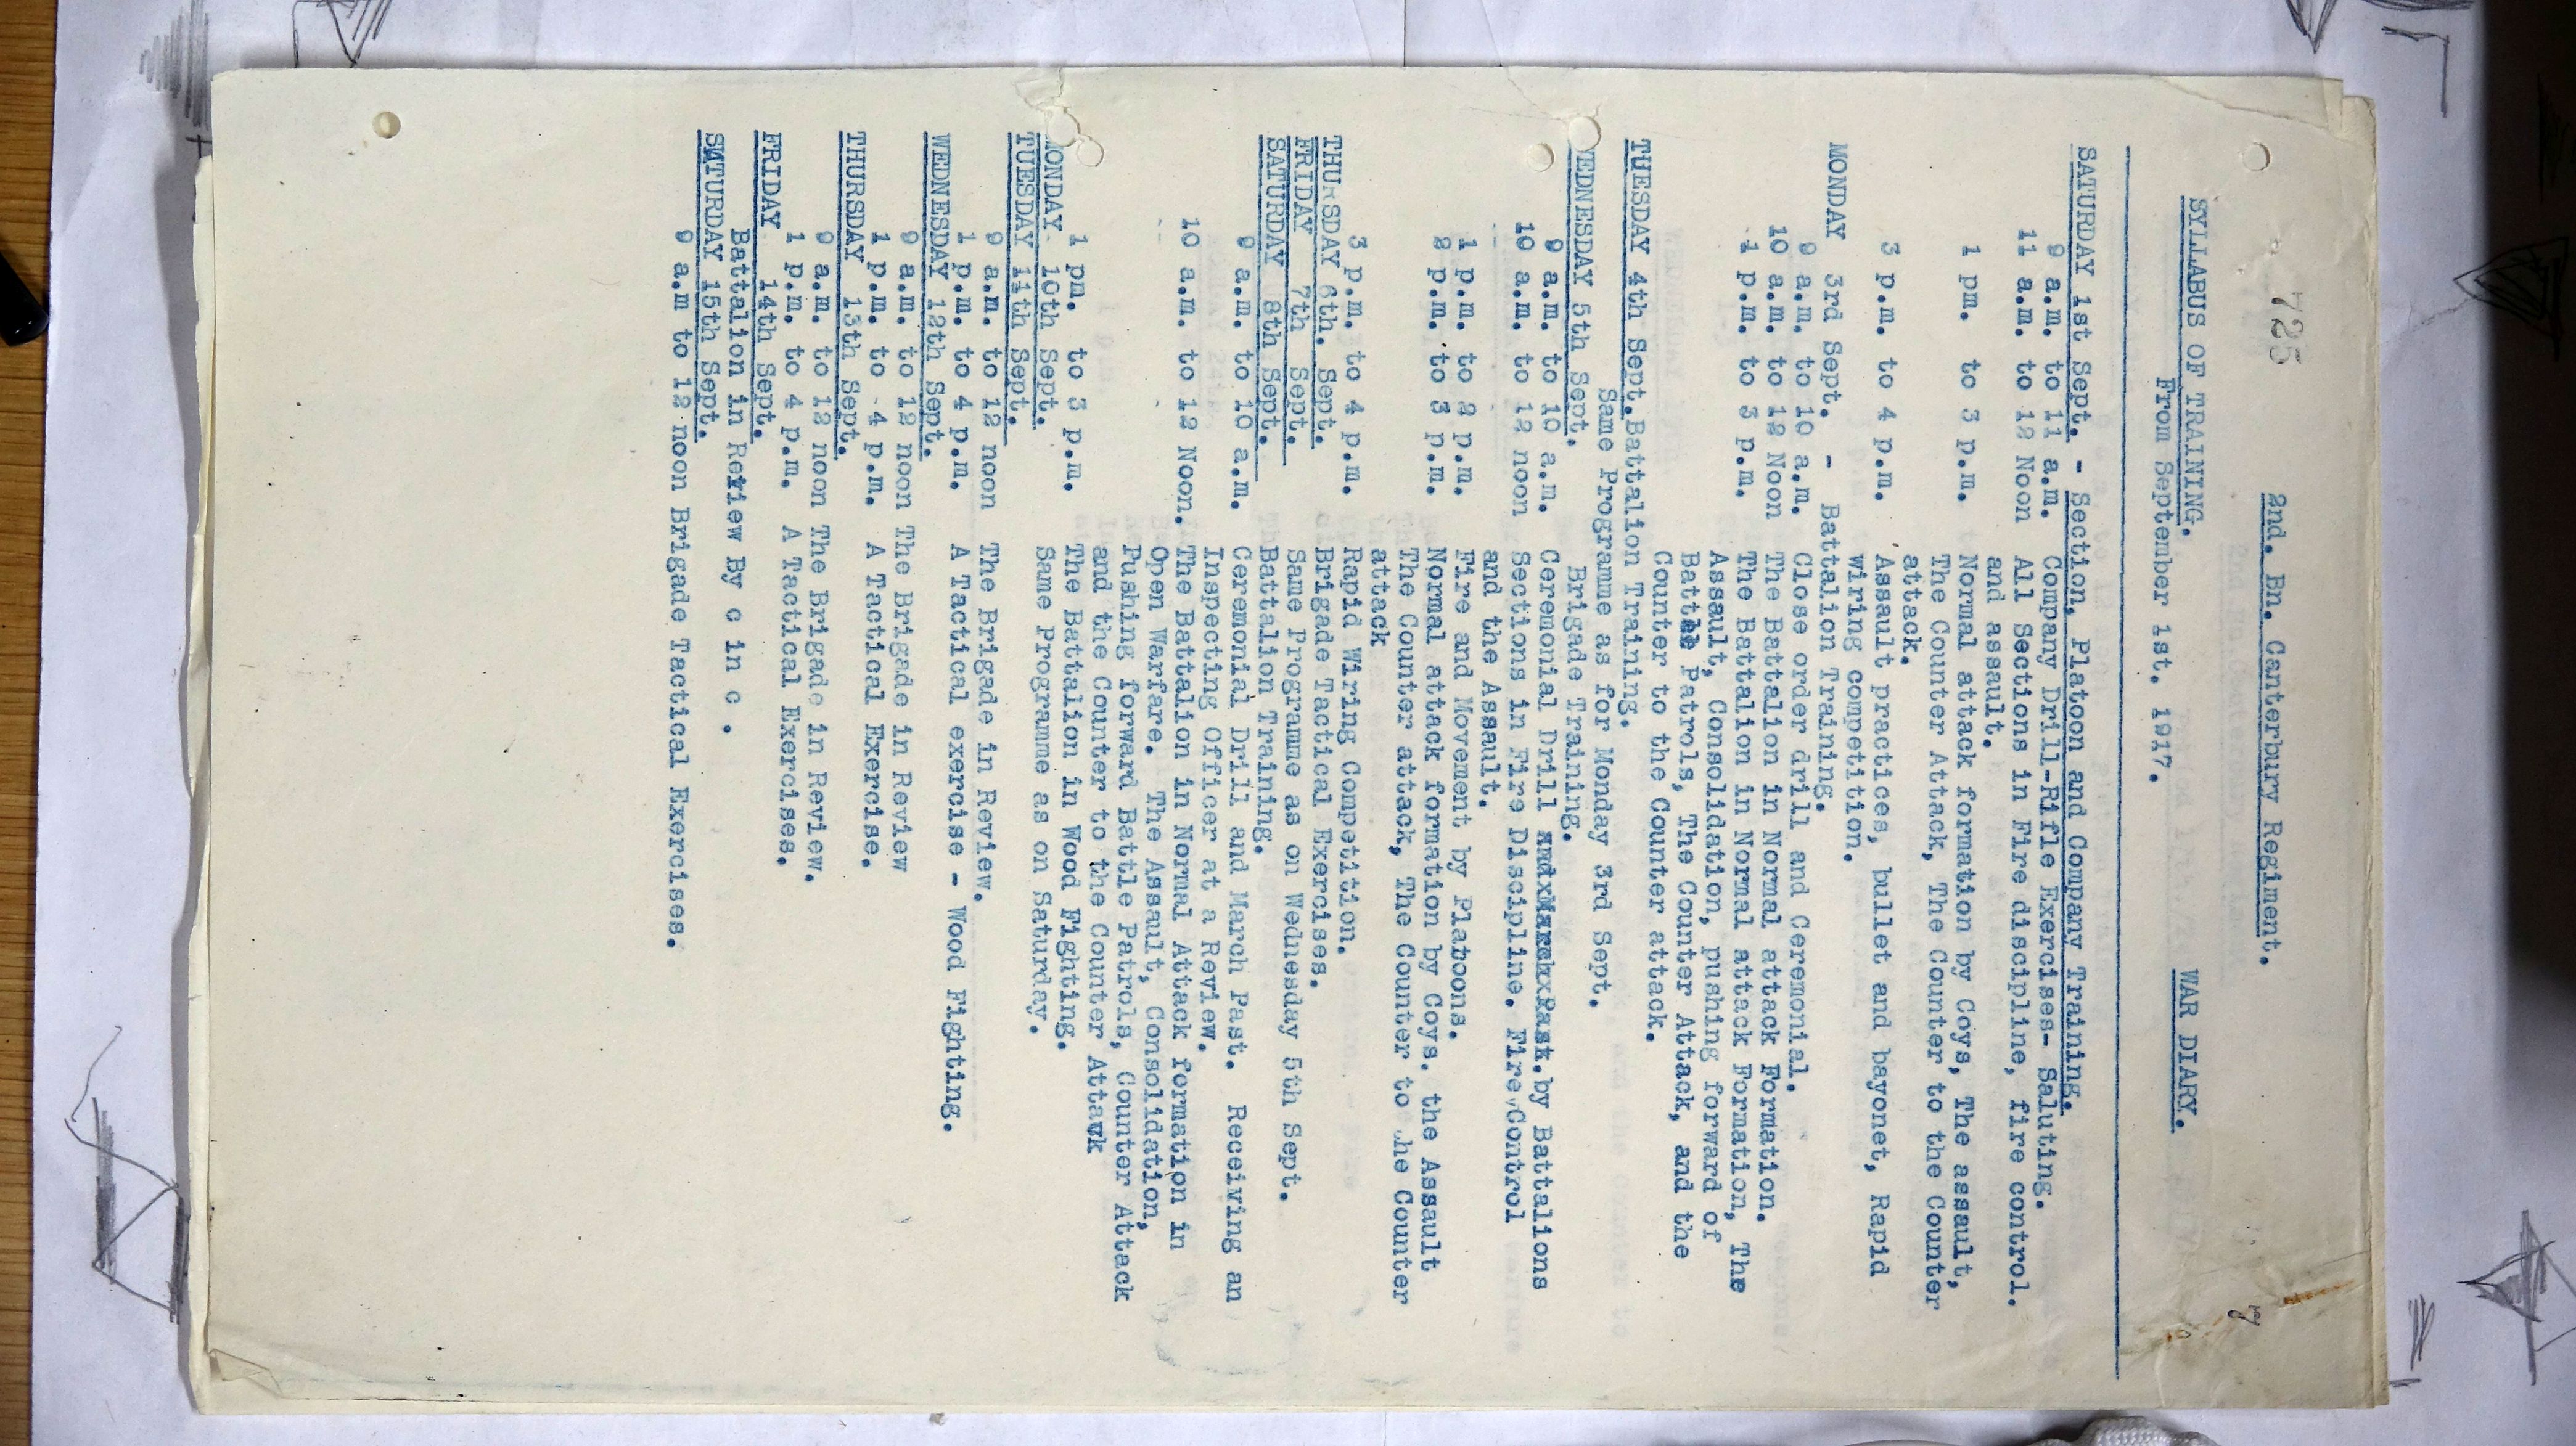 725
2nd. Bn. Canterbury Regiment.
SYLLABUS OF TRAINING. WAR DIARY.
From September 1st. 1917.
SATURDAY 1st Sept. - Section, Platoon and Company Training.
9 a.m. to 11 a.m. Company Drill-Rifle Exercises- Saluting.
11 a.m. to 12 Noon All Sections in Fire discipline, fire control.
and assault.
1 pm. to 3 p.m. Normal attack formation by Coys, The assault,
The Counter Attack, The Counter to the Counter
attack.
3 p.m. to 4 p.m. Assault practices, bullet and bayonet, Rapid
wiring competition.
MONDAY 3rd Sept. - Battalion Training.
9 a.m. to 10 a.m. Close order drill and Ceremonial.
10 a.m. to 12 Noon The Battalion in Normal attack Formation.
1 p.m. to 3 p.m. The Battalion in Normal attack Formation, The
Assault, Consolidation, pushing forward of
Battle Patrols, The Counter Attack, and the
Counter to the Counter attack.
TUESDAY 4th Sept. Battalion Training.
Same Programme as for Monday 3rd Sept.
WEDNESDAY 5th Sept. Brigade Training.
9 a.m. to 10 a.m. Ceremonial Drill andxMarchxPast. by Battalions
10 a.m. to 12 noon Sections in Fire Discipline. Fire Control
and the Assault.
1 p.m. to 2 p.m. Fire and Movement by Platoons.
2 p.m. to 3 p.m. Normal attack formation by Coys. the Assault
The Counter attack, The Counter to the Counter
attack
3 p.m. to 4 p.m. Rapid Wiring Competition.
THURSDAY 6th. Sept. Brigade Tactical Exercises.
FRIDAY 7th Sept. Same Programme as on Wednesday 5th Sept.
SATURDAY 8th Sept. Battalion Training.
9 a.m. to 10 a.m. Ceremonial Drill and March Past. Receiving an
Inspecting Officer at a Review.
10 a.m. to 12 Noon. The Battalion in Normal Attack formation in
Open Warfare. The Assault, Consolidation,
Pushing forward Battle Patrols, Counter Attack
and the Counter to the Counter Attack
1 pm. to 3 p.m. The Battalion in Wood Fighting.
MONDAY 10th Sept. Same Programme as on Saturday.
TUESDAY 11th Sept.
9 a.m. to 12 noon The Brigade in Review.
1 p.m. to 4 p.m. A Tactical exercise - Wood Fighting.
WEDNESDAY 12th Sept.
9 a.m. to 12 noon The Brigade in Review
1 p.m. to 4 p.m. A Tactical Exercise.
THURSDAY 13th Sept.
9 a.m. to 12 noon The Brigade in Review.
1 p.m. to 4 p.m. A Tactical Exercises.
FRIDAY 14th Sept.
Battalion in Review By c in c .
SATURDAY 15th Sept.
9 a.m to 12 noon Brigade Tactical Exercises.